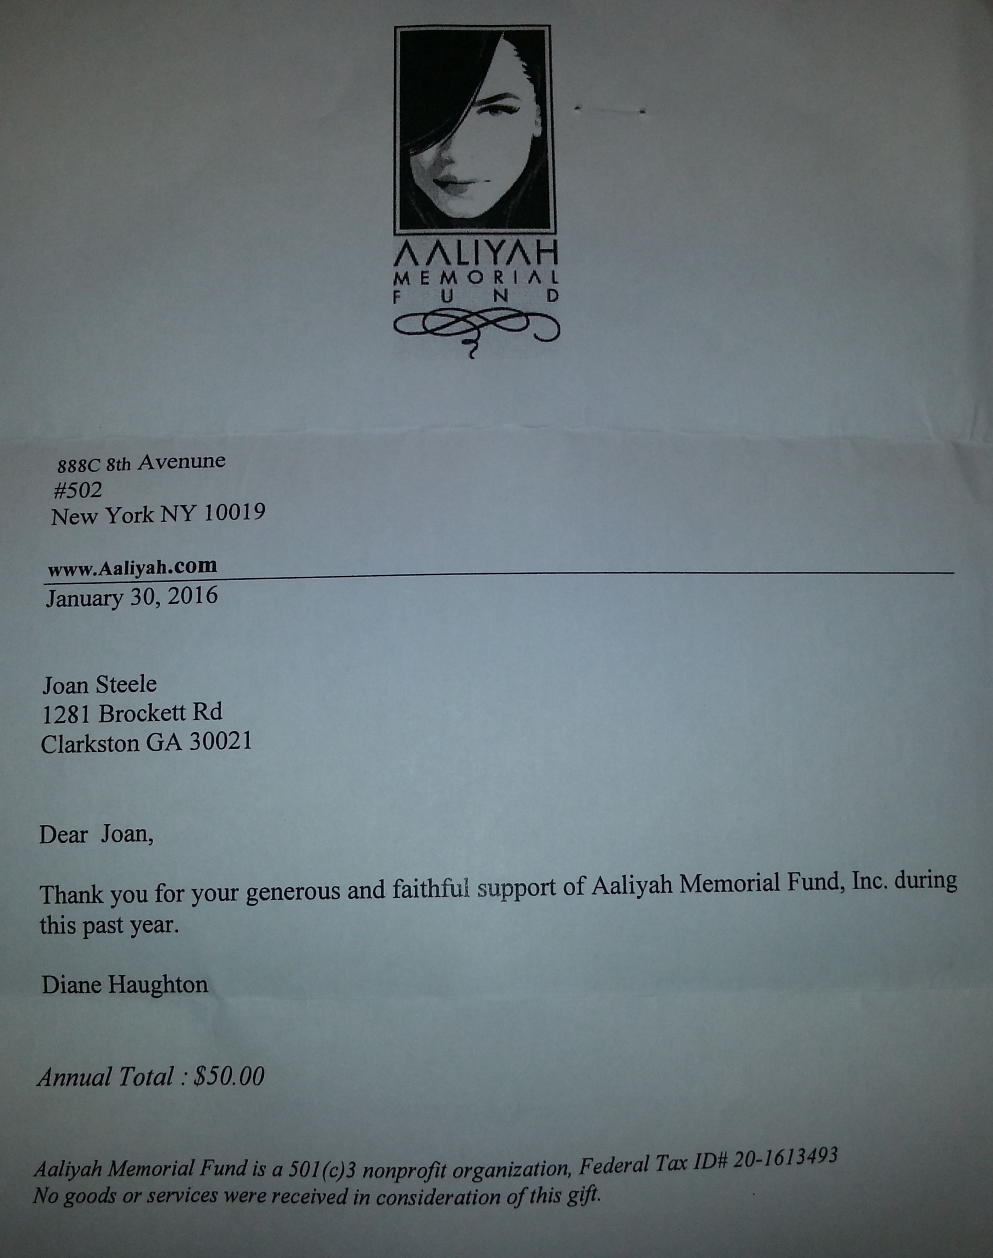 AALIYAH
MEMORIAL
FUND
888C 8th Avenune
#502
New York NY 10019
www.Aaliyah.com
January 30, 2016
Joan Steele
1281 Brockett Rd
Clarkston GA 30021
Dear Joan,
Thank you for your generous and faithful support of Aaliyah Memorial Fund, Inc. during
this past year.
Diane Haughton
Annual Total : $50.00
Aaliyah Memorial Fund is a 501(c)3 nonprofit organization, Federal Tax ID# 20-1613493
No goods or services were received in consideration of this gift.